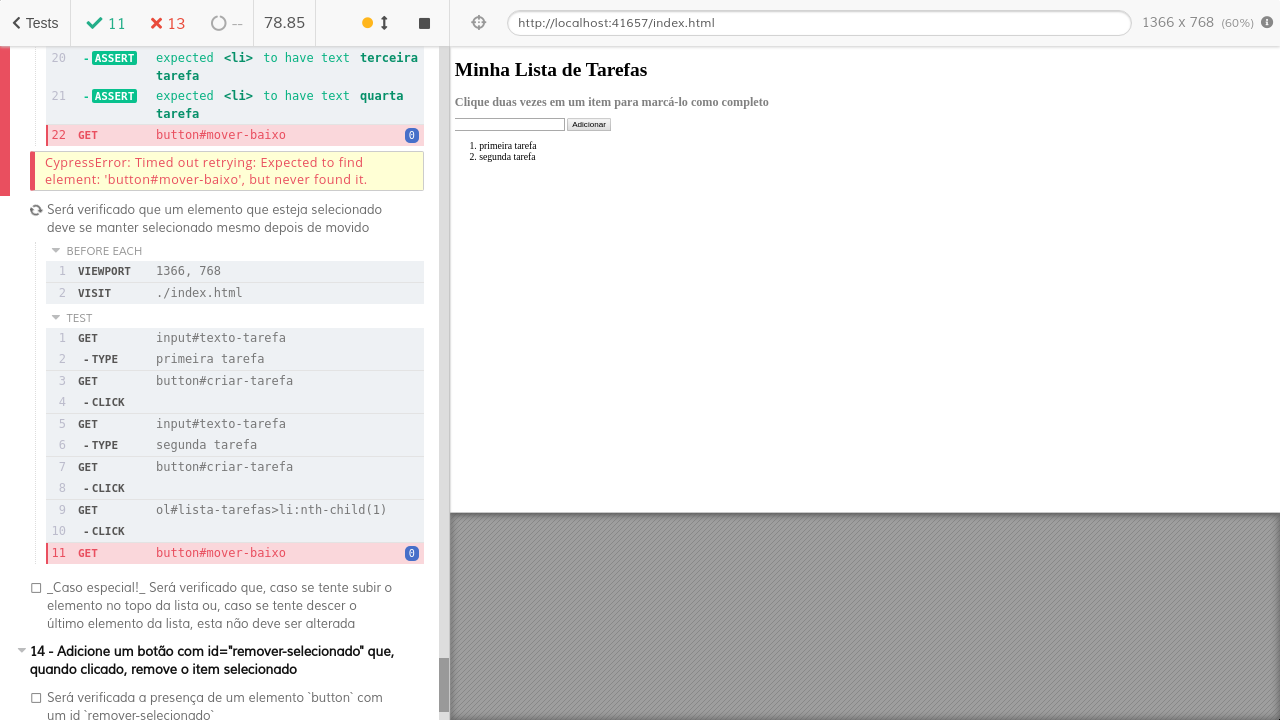 Tests
11
13
--
78.85
http://localhost:41657/index.html
1366 x 768 (60%)
20 - ASSERT expected <li> to have text terceira
tarefa
21 - ASSERT expected <li> to have text quarta
tarefa
22 GET button#mover-baixo 0
CypressError: Timed out retrying: Expected to find
element: 'button#mover-baixo', but never found it.
Será verificado que um elemento que esteja selecionado
deve se manter selecionado mesmo depois de movido
BEFORE EACH
1 VIEWPORT 1366, 768
2 VISIT ./index.html
TEST
1 GET input#texto-tarefa
2 - TYPE primeira tarefa
3 GET button#criar-tarefa
4 - CLICK
5 GET input#texto-tarefa
6 - TYPE segunda tarefa
7 GET button#criar-tarefa
8 - CLICK
9 GET ol#lista-tarefas>li:nth-child(1)
10 - CLICK
11 GET button#mover-baixo 0
_Caso especial!_ Será verificado que, caso se tente subir o
elemento no topo da lista ou, caso se tente descer o
último elemento da lista, esta não deve ser alterada
14 - Adicione um botão com id="remover-selecionado" que,
quando clicado, remove o item selecionado
Será verificada a presença de um elemento `button` com
um id `remover-selecionado`
Minha Lista de Tarefas
Clique duas vezes em um item para marcá-lo como completo
Adicionar
1. primeira tarefa
2. segunda tarefa